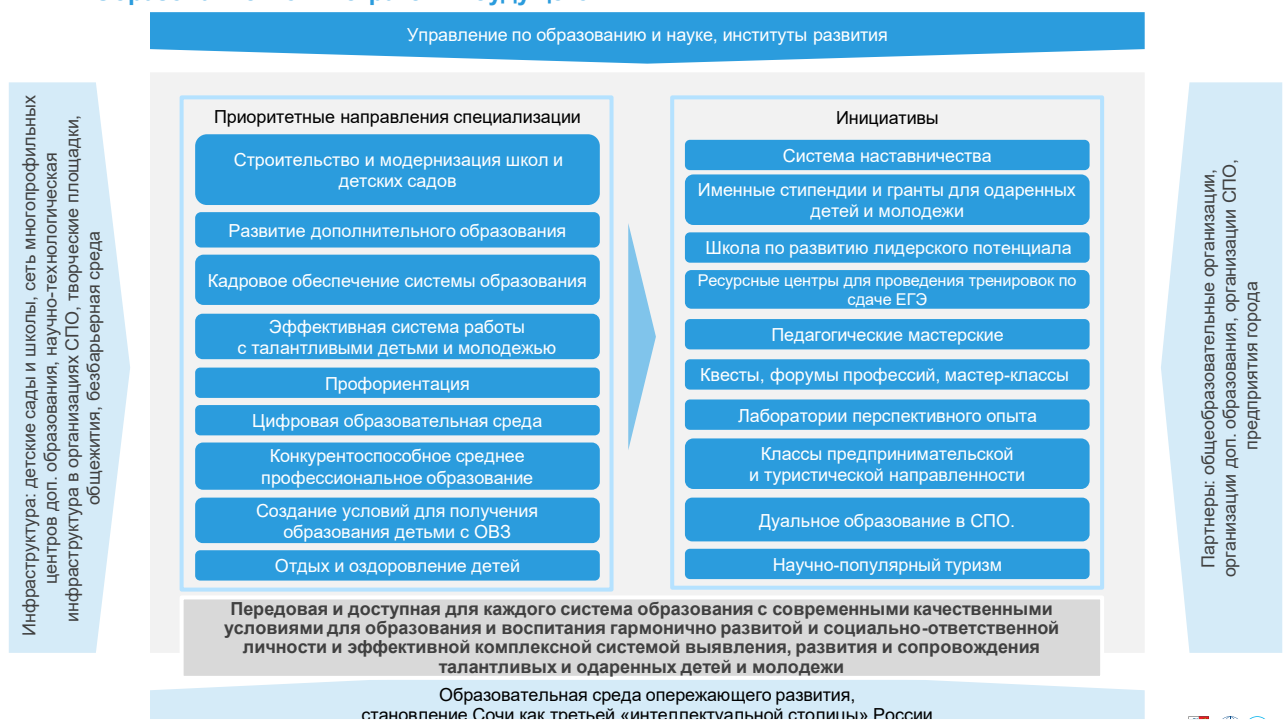 Управление по образованию и науке, институты развития
Инфраструктура: детские сады и школы, сеть многопрофильных
центров доп. образования, научно-технологическая
инфраструктура в организациях СПО, творческие площадки,
общежития, безбарьерная среда
Приоритетные направления специализации
Строительство и модернизация школ и
детских садов
Развитие дополнительного образования
Кадровое обеспечение системы образования
Эффективная система работы
с талантливыми детьми и молодежью
Профориентация
Цифровая образовательная среда
Конкурентоспособное среднее
профессиональное образование
Создание условий для получения
образования детьми с ОВЗ
Отдых и оздоровление детей
Инициативы
Система наставничества
Именные стипендии и гранты для одаренных
детей и молодежи
Школа по развитию лидерского потенциала
Ресурсные центры для проведения тренировок по
сдаче ЕГЭ
Педагогические мастерские
Квесты, форумы профессий, мастер-классы
Лаборатории перспективного опыта
Классы предпринимательской
и туристической направленности
Дуальное образование в СПО.
Научно-популярный туризм
Партнеры: общеобразовательные организации,
организации доп. образования, организации СПО,
предприятия города
Передовая и доступная для каждого система образования с современными качественными
условиями для образования и воспитания гармонично развитой и социально-ответственной
личности и эффективной комплексной системой выявления, развития и сопровождения
талантливых и одаренных детей и молодежи
Образовательная среда опережающего развития,
становление Сочи как третьей «интеллектуальной столицы» России